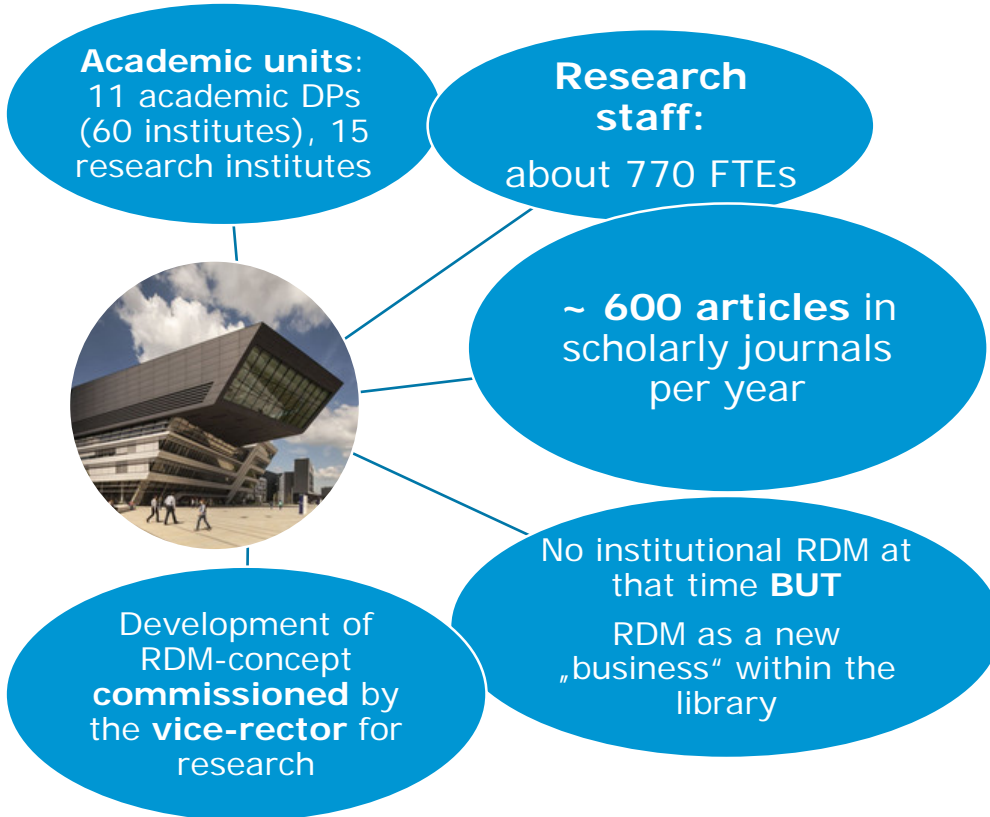 Academic units:
11 academic DPs
(60 institutes), 15
research institutes
Research
staff:
about 770 FTEs
~ 600 articles in
scholarly journals
per year
No institutional RDM at
that time BUT
RDM as a new
„business“ within the
library
Development of
RDM-concept
commissioned by
the vice-rector for
research